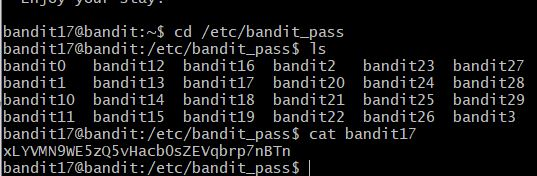 Enjoy your stay!
bandit17@bandit:~$ cd /etc/bandit_pass
bandit17@bandit:/etc/bandit_pass$ ls
bandit0 bandit12 bandit16 bandit2 bandit23 bandit27
bandit1 bandit13 bandit17 bandit20 bandit24 bandit28
bandit10 bandit14 bandit18 bandit21 bandit25 bandit29
bandit11 bandit15 bandit19 bandit22 bandit26 bandit3
bandit17@bandit:/etc/bandit_pass$ cat bandit17
xLYVMN9WE5zQ5vHacb0sZEVqbrp7nBTn
bandit17@bandit:/etc/bandit_pass$